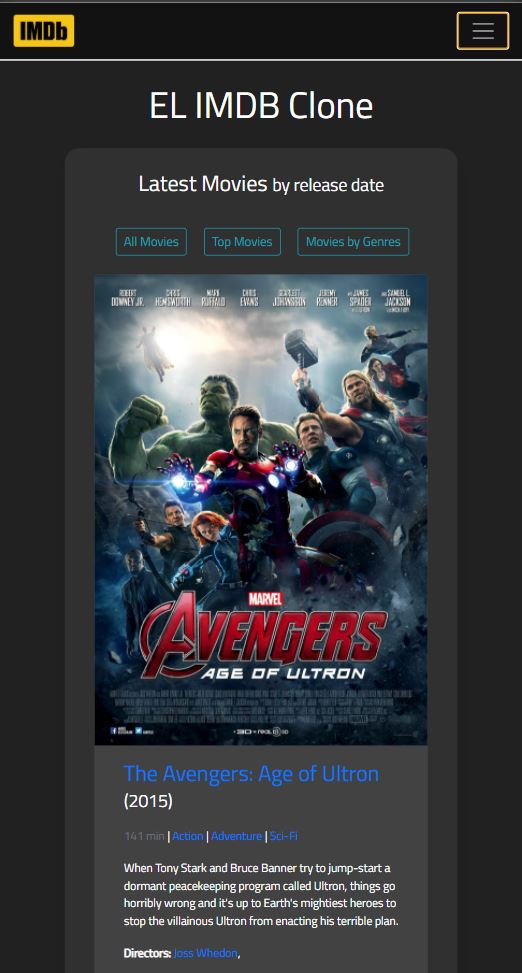 IMDb
EL IMDB Clone
Latest Movies by release date
All Movies Top Movies Movies by Genres
ROBERT DOWNEY JR. CHRIS HEMSWORTH MARK RUFFALO CHRIS EVANS SCARLETT JOHANSSON JEREMY RENNER JAMES SPADER SAMUEL L. JACKSON
MARVEL
AVENGERS
AGE OF ULTRON
The Avengers: Age of Ultron
(2015)
141 min | Action | Adventure | Sci-Fi
When Tony Stark and Bruce Banner try to jump-start a
dormant peacekeeping program called Ultron, things go
horribly wrong and it's up to Earth's mightiest heroes to
stop the villainous Ultron from enacting his terrible plan.
Directors: Joss Whedon,